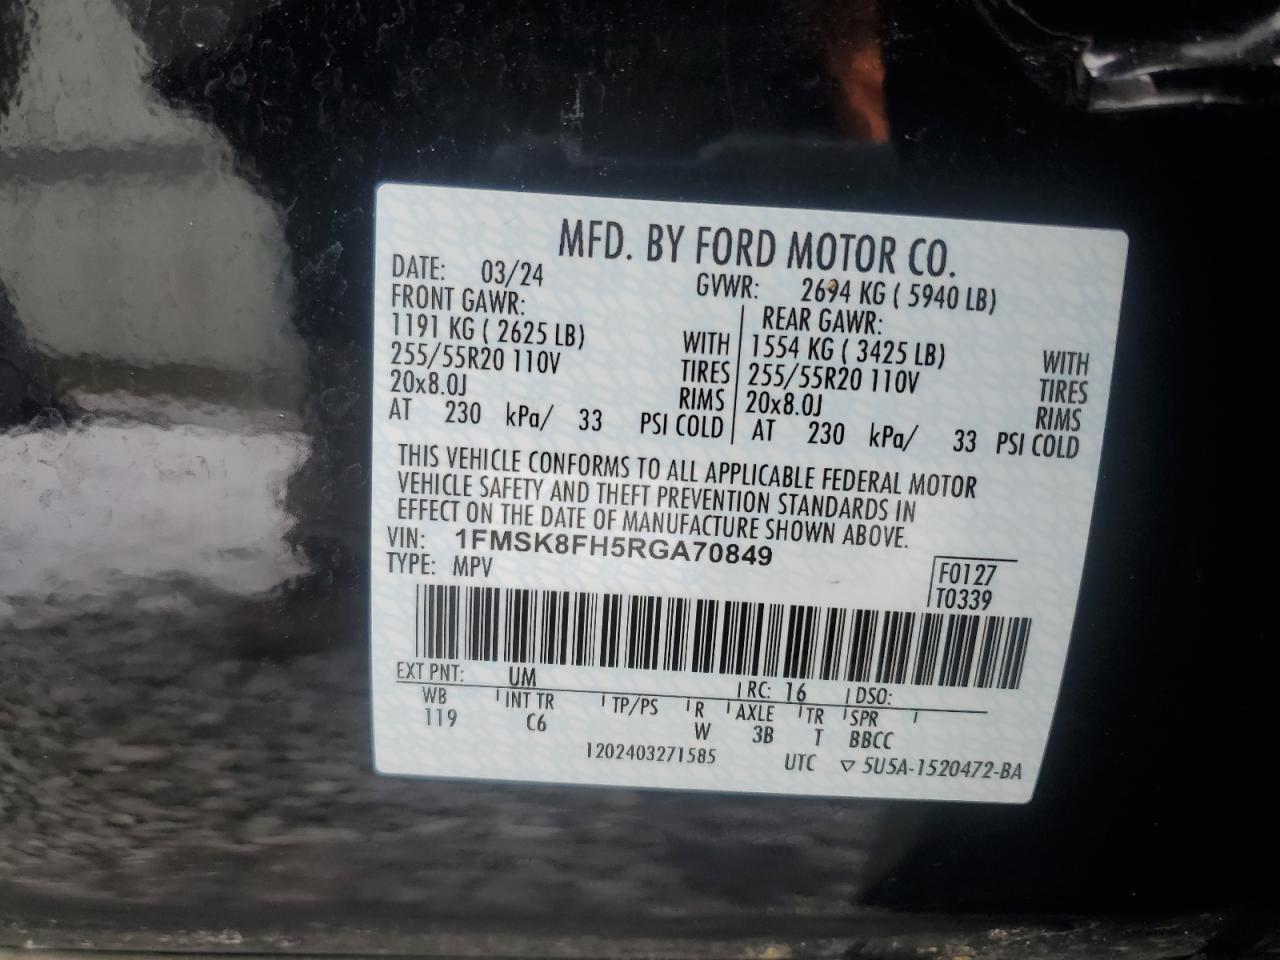 MFD. BY FORD MOTOR CO.
DATE: 03/24 GVWR: 2694 KG ( 5940 LB)
FRONT GAWR: REAR GAWR:
1191 KG ( 2625 LB) WITH 1554 KG ( 3425 LB) WITH
255/55R20 110V TIRES 255/55R20 110V TIRES
20x8.0J RIMS 20x8.0J RIMS
AT 230 kPa/ 33 PSI COLD AT 230 kPa/ 33 PSI COLD
THIS VEHICLE CONFORMS TO ALL APPLICABLE FEDERAL MOTOR
VEHICLE SAFETY AND THEFT PREVENTION STANDARDS IN
EFFECT ON THE DATE OF MANUFACTURE SHOWN ABOVE.
VIN: 1FMSK8FH5RGA70849
TYPE: MPV F0127
T0339
EXT PNT: UM RC: 16 DSO:
WB INT TR TP/PS R AXLE TR SPR
119 C6 W 3B T BBCC
1202403271585 UTC ▽ 5U5A-1520472-BA